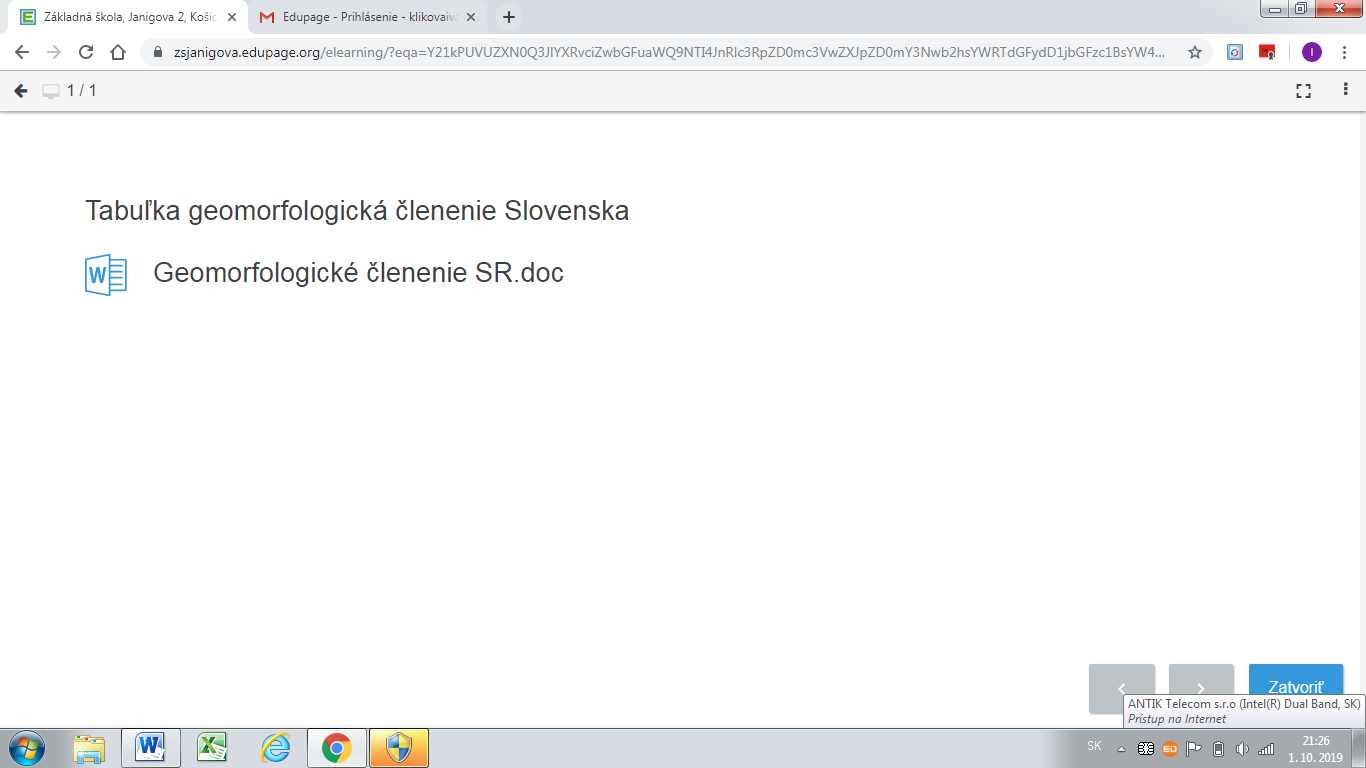 Základná škola, Janigova 2, Košic
Edupage - Prihlásenie - klikovaiva
zsjanigova.edupage.org/elearning/?eqa=Y21kPUVUZXN0Q3JlYXRvciZwbGFuaWQ9NTI4JnRlc3RpZD0mc3VwZXJpZD0mY3Nwb2hsYWRTdGFydD1jbGFzc1BsYW4...
I
1 / 1
Tabuľka geomorfologická členenie Slovenska
W Geomorfologické členenie SR.doc
Zatvoriť
ANTIK Telecom s.r.o (Intel(R) Dual Band, SK)
Prístup na Internet
SK
21:26
1. 10. 2019